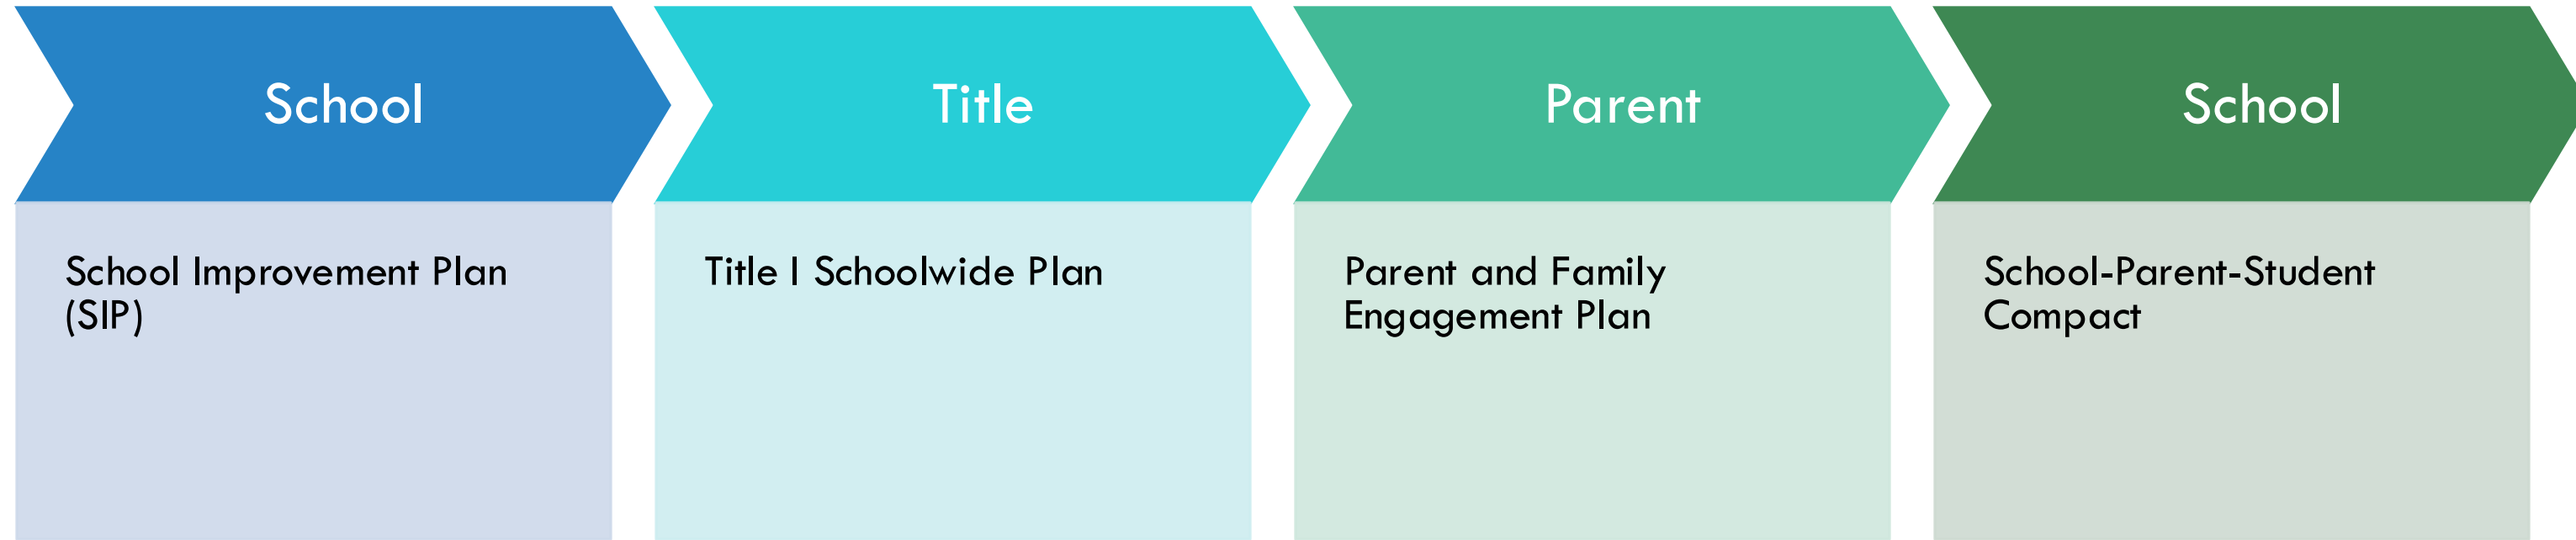 School
Title
Parent
School
School Improvement Plan
(SIP)
Title I Schoolwide Plan
Parent and Family
Engagement Plan
School-Parent-Student
Compact